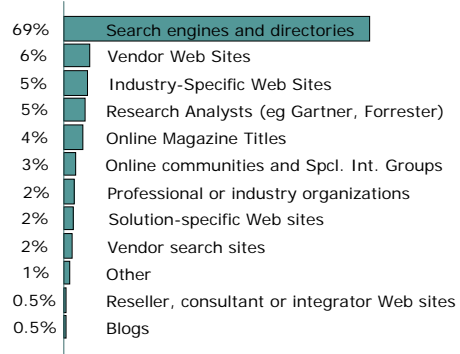 69% Search engines and directories
6% Vendor Web Sites
5% Industry-Specific Web Sites
5% Research Analysts (eg Gartner, Forrester)
4% Online Magazine Titles
3% Online communities and Spcl. Int. Groups
2% Professional or industry organizations
2% Solution-specific Web sites
2% Vendor search sites
1% Other
0.5% Reseller, consultant or integrator Web sites
0.5% Blogs